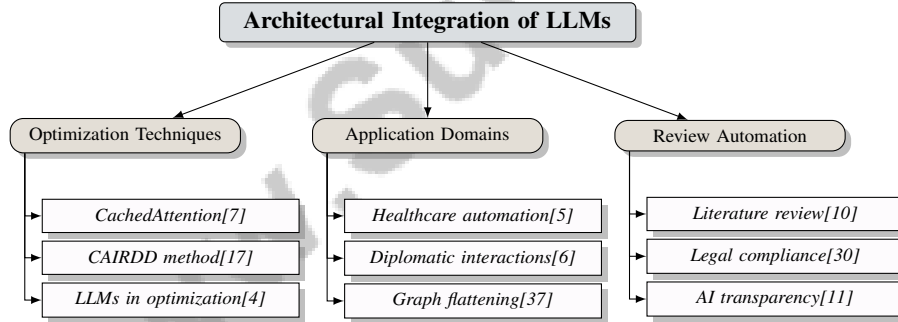 Architectural Integration of LLMs
Optimization Techniques
Application Domains
Review Automation
CachedAttention[7]
CAIRDD method[17]
LLMs in optimization[4]
Healthcare automation[5]
Diplomatic interactions[6]
Graph flattening[37]
Literature review[10]
Legal compliance[30]
AI transparency[11]